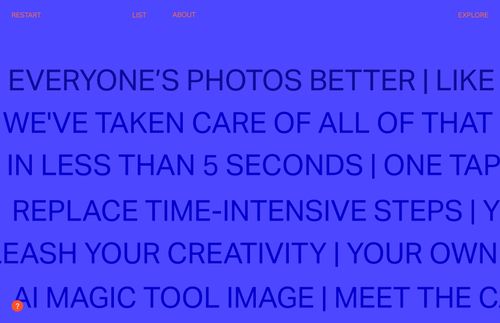 RESTART LIST ABOUT EXPLORE
EVERYONE’S PHOTOS BETTER | LIKE
WE'VE TAKEN CARE OF ALL OF THAT
IN LESS THAN 5 SECONDS | ONE TAP
REPLACE TIME-INTENSIVE STEPS | Y
LEASH YOUR CREATIVITY | YOUR OWN
AI MAGIC TOOL IMAGE | MEET THE C
?